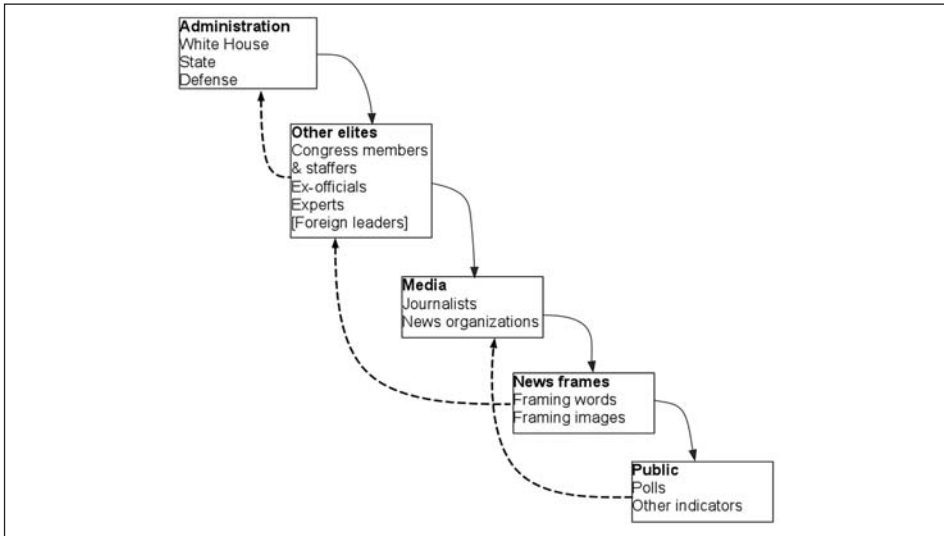 Administration
White House
State
Defense
Other elites
Congress members
& staffers
Ex-officials
Experts
[Foreign leaders]
Media
Journalists
News organizations
News frames
Framing words
Framing images
Public
Polls
Other indicators